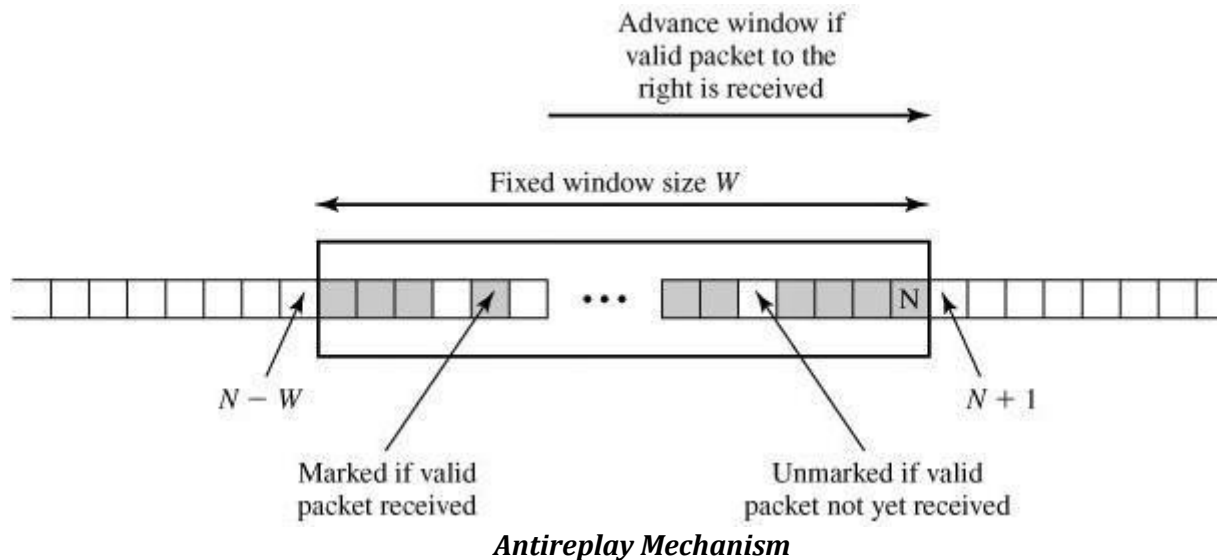 Advance window if
valid packet to the
right is received
Fixed window size W
N
N − W
N + 1
Marked if valid
packet received
Unmarked if valid
packet not yet received
Antireplay Mechanism